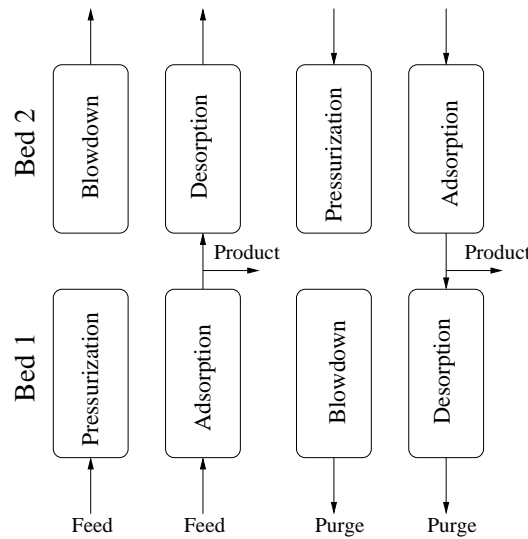 Bed 2
Blowdown
Desorption
Pressurization
Adsorption
Product
Product
Bed 1
Pressurization
Adsorption
Blowdown
Desorption
Feed
Feed
Purge
Purge